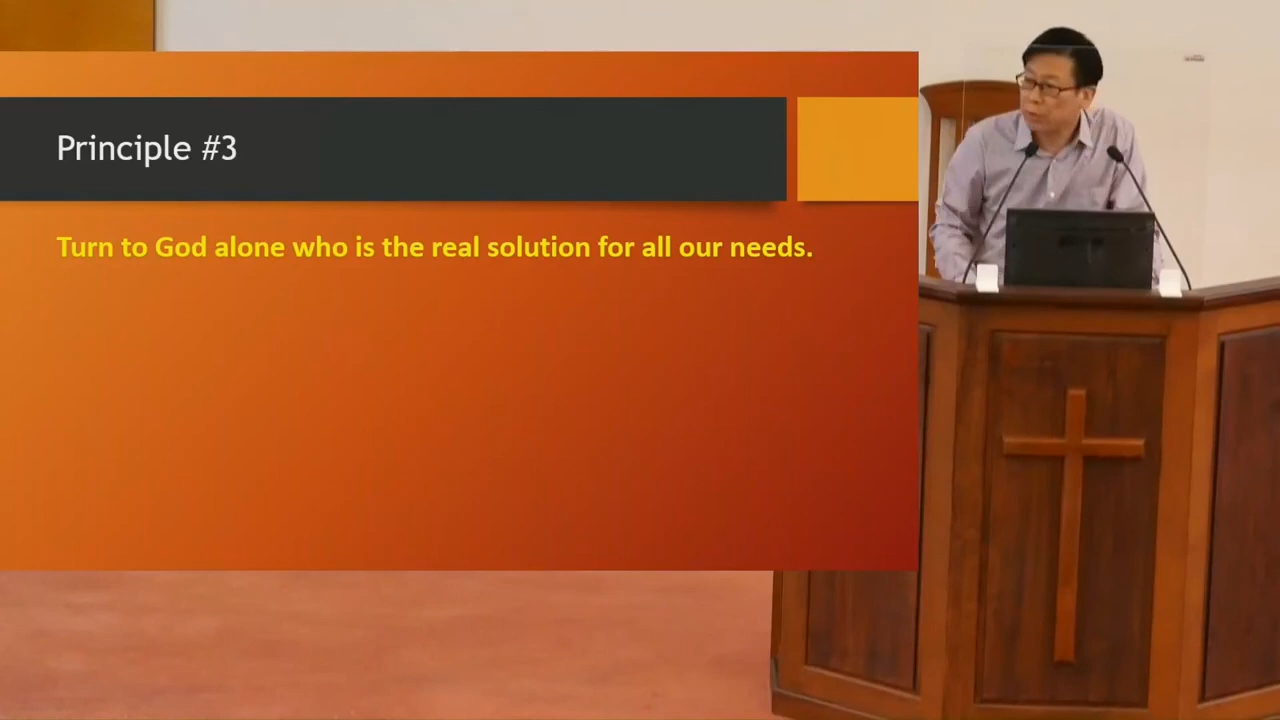 Principle #3
Turn to God alone who is the real solution for all our needs.